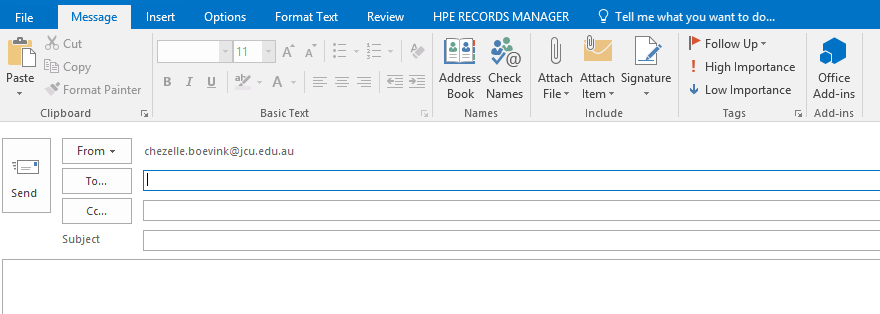 File Message Insert Options Format Text Review HPE RECORDS MANAGER Tell me what you want to do...
Paste
Cut
Copy
Format Painter
Clipboard
11
A A
B I U ab A
Basic Text
Address Book
Check Names
Names
Attach File
Attach Item
Signature
Include
Follow Up
High Importance
Low Importance
Tags
Office Add-ins
Add-ins
Send
From chezelle.boevink@jcu.edu.au
To...
Cc...
Subject